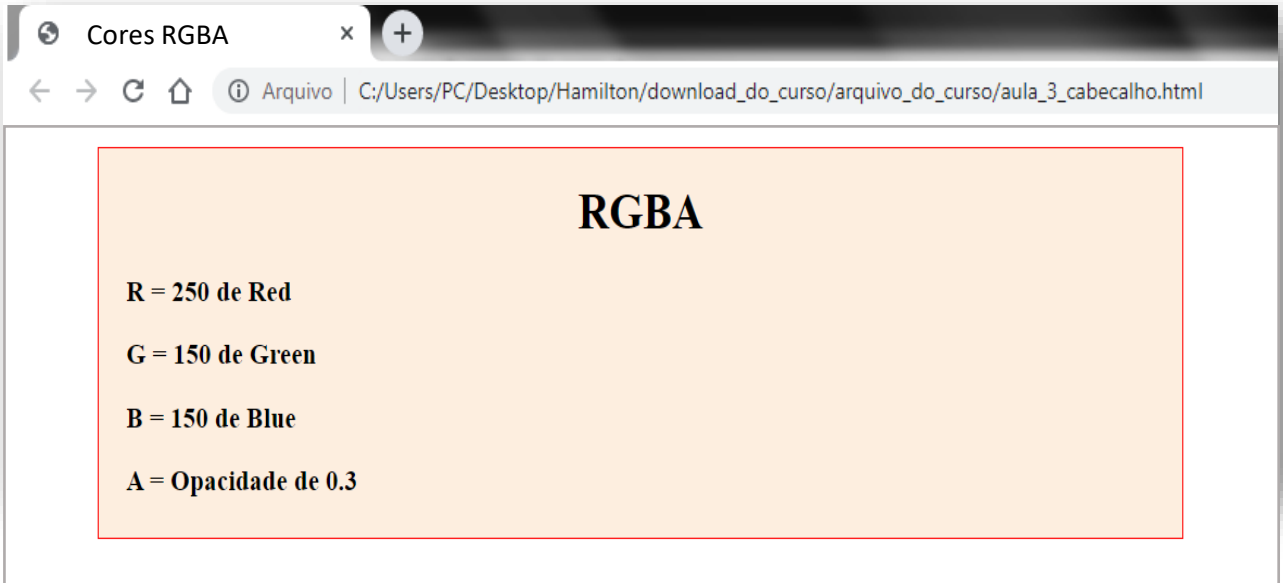 Cores RGBA
Arquivo | C:/Users/PC/Desktop/Hamilton/download_do_curso/arquivo_do_curso/aula_3_cabecalho.html
RGBA
R = 250 de Red
G = 150 de Green
B = 150 de Blue
A = Opacidade de 0.3